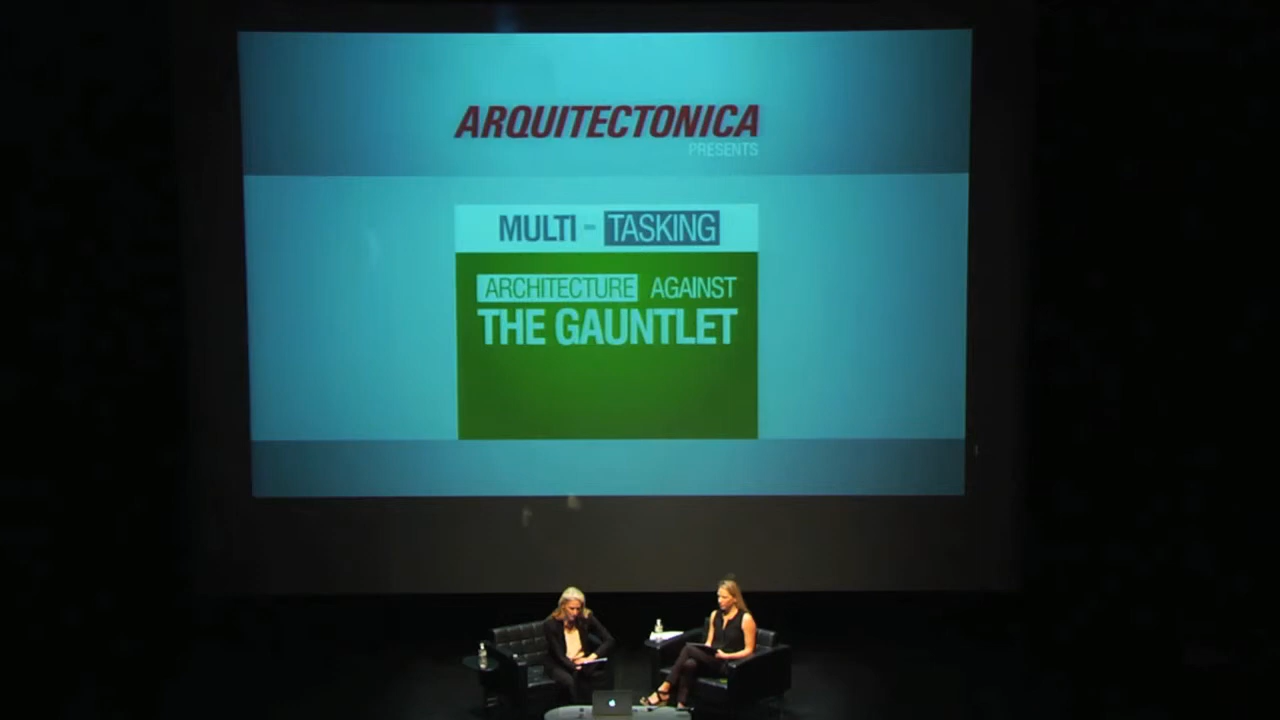 ARQUITECTONICA
PRESENTS
MULTI - TASKING
ARCHITECTURE AGAINST
THE GAUNTLET